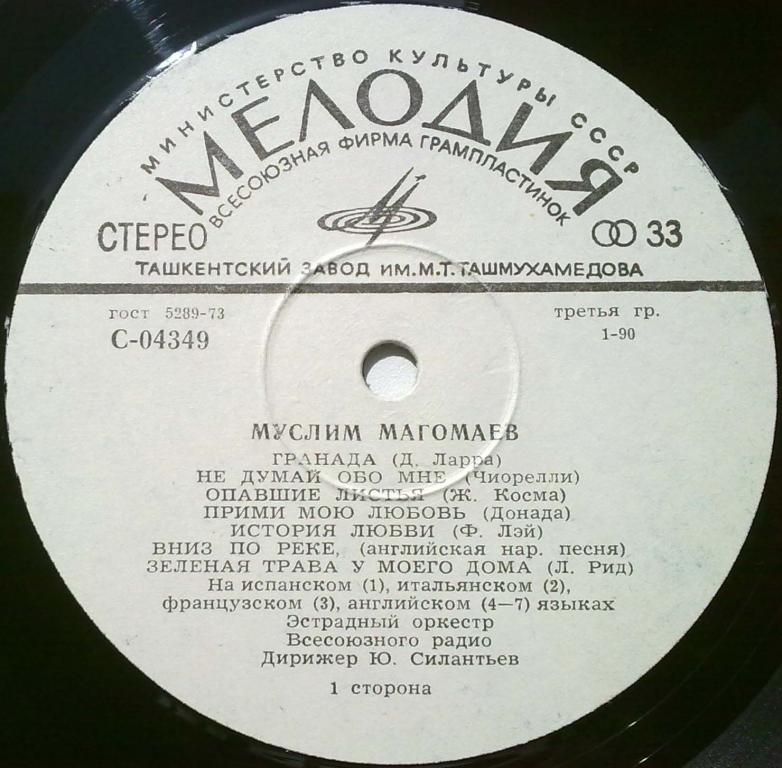 МИНИСТЕРСТВО КУЛЬТУРЫ СССР
МЕЛОДИЯ
ВСЕСОЮЗНАЯ ФИРМА ГРАМПЛАСТИНОК
СТЕРЕО 33
ТАШКЕНТСКИЙ ЗАВОД ИМ.М.Т.ТАШМУХАМЕДОВА
гост 5289-73 третья гр.
С-04349 1-90
МУСЛИМ МАГОМАЕВ
ГРАНАДА (Д. Ларра)
НЕ ДУМАЙ ОБО МНЕ (Чиорелли)
ОПАВШИЕ ЛИСТЬЯ (Ж. Косма)
ПРИМИ МОЮ ЛЮБОВЬ (Донада)
ИСТОРИЯ ЛЮБВИ (Ф. Лэй)
ВНИЗ ПО РЕКЕ, (английская нар. песня)
ЗЕЛЕНАЯ ТРАВА У МОЕГО ДОМА (Л. Рид)
На испанском (1), итальянском (2),
французском (3), английском (4—7) языках
Эстрадный оркестр
Всесоюзного радио
Дирижер Ю. Силантьев
1 сторона